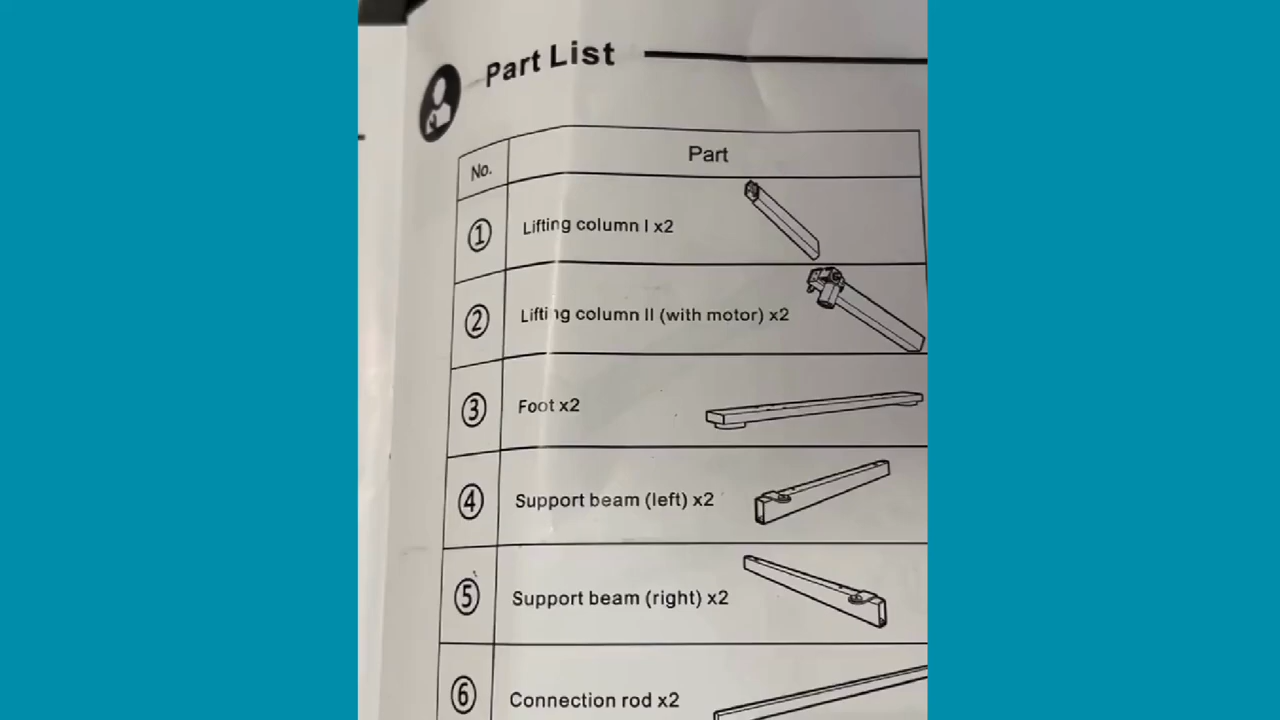 Part List
No. Part
① Lifting column I x2
② Lifting column II (with motor) x2
③ Foot x2
④ Support beam (left) x2
⑤ Support beam (right) x2
⑥ Connection rod x2